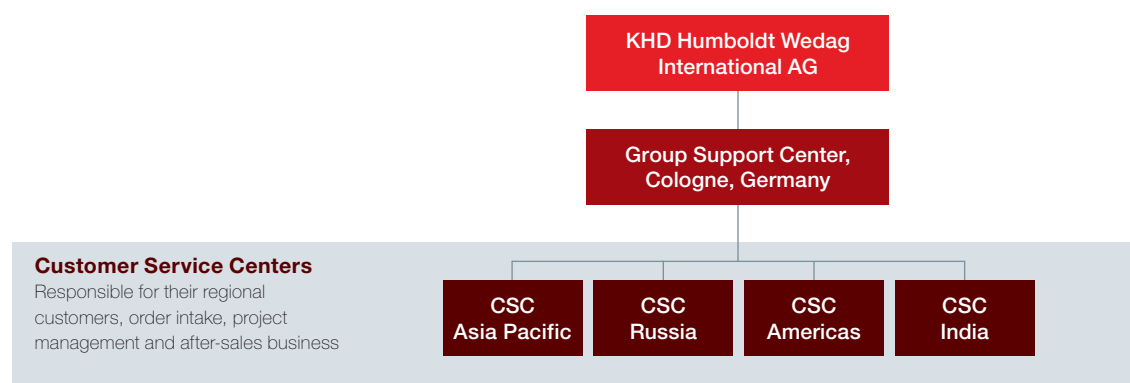 KHD Humboldt Wedag
International AG
Group Support Center,
Cologne, Germany
Customer Service Centers
Responsible for their regional
customers, order intake, project
management and after-sales business
CSC
Asia Pacific
CSC
Russia
CSC
Americas
CSC
India